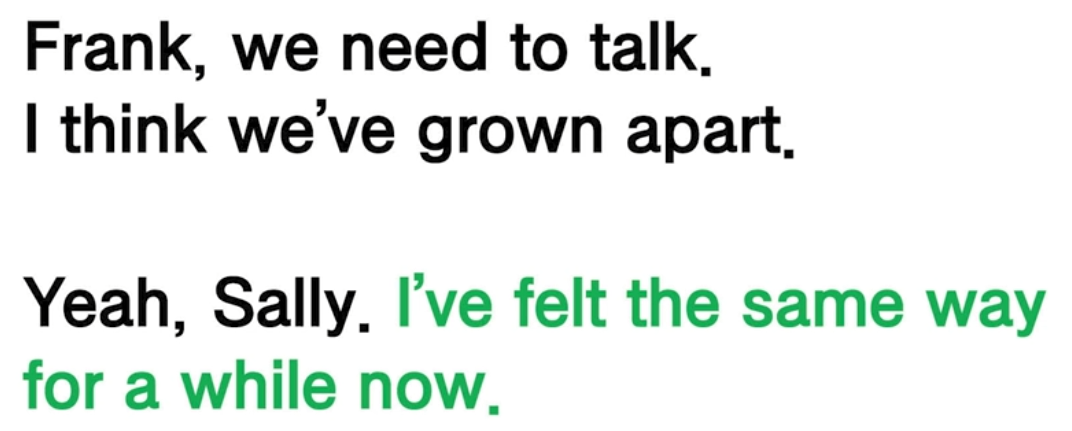 Frank, we need to talk.
I think we’ve grown apart.
Yeah, Sally. I’ve felt the same way
for a while now.